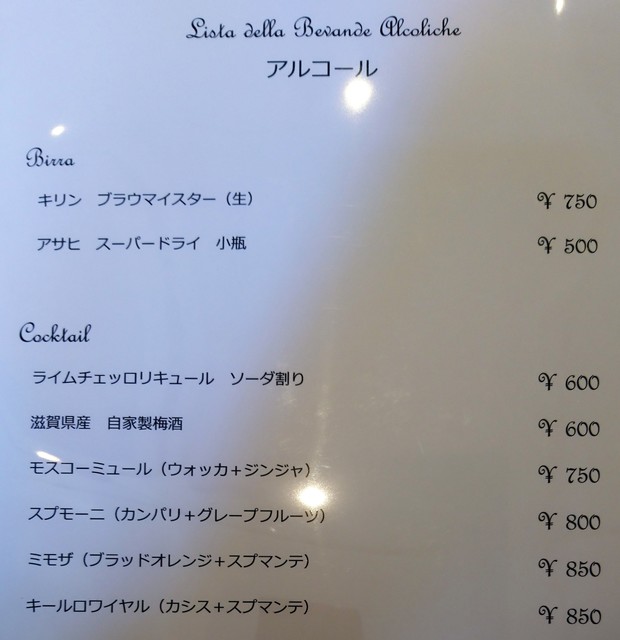 Lista della Bevande Alcoliche
アルコール
Birra
キリン ブラウマイスター（生） ¥ 750
アサヒ スーパードライ 小瓶 ¥ 500
Cocktail
ライムチェッロリキュール ソーダ割り ¥ 600
滋賀県産 自家製梅酒 ¥ 600
モスコーミュール（ウォッカ＋ジンジャ） ¥ 750
スプモーニ（カンパリ＋グレープフルーツ） ¥ 800
ミモザ（ブラッドオレンジ＋スプマンテ） ¥ 850
キールロワイヤル（カシス＋スプマンテ） ¥ 850